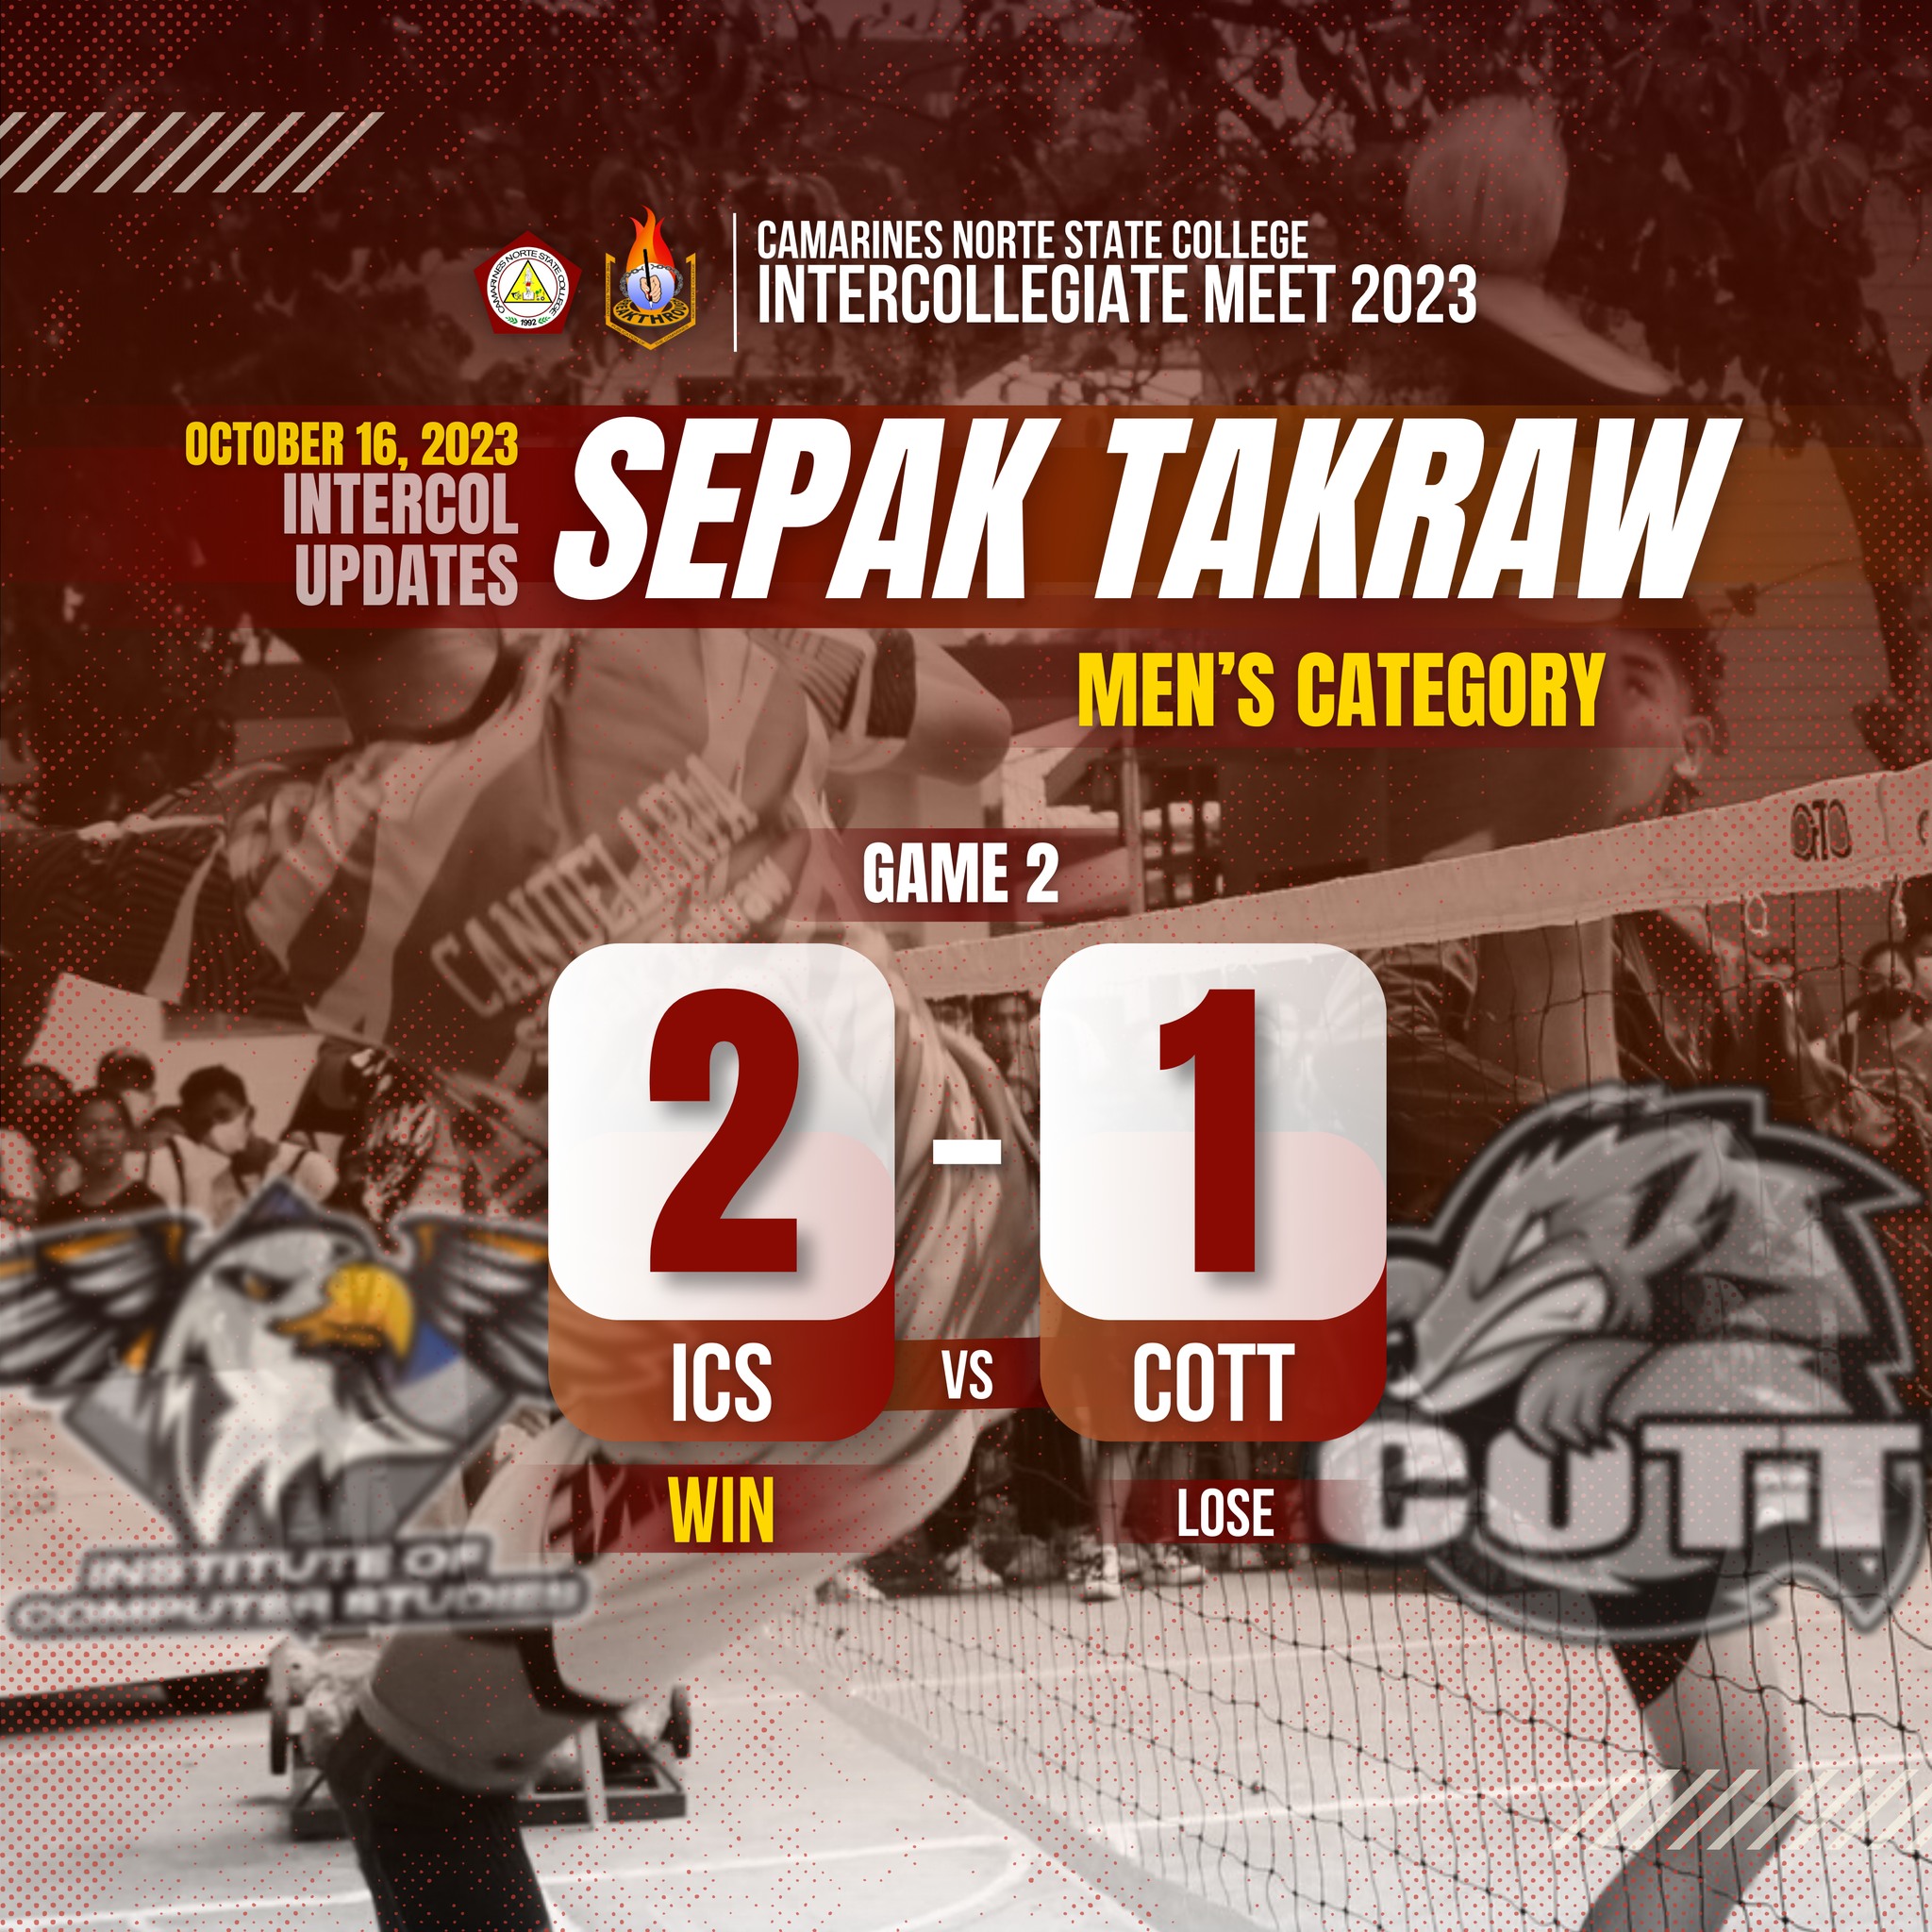 CAMARINES NORTE STATE COLLEGE
1992
CAMARINES NORTE STATE COLLEGE
INTERCOLLEGIATE MEET 2023
OCTOBER 16, 2023
INTERCOL
UPDATES
SEPAK TAKRAW
MEN'S CATEGORY
CANDELARIA
GAME 2
2 - 1
ICS VS COTT
WIN LOSE
INSTITUTE OF
COMPUTER STUDIES
COTT